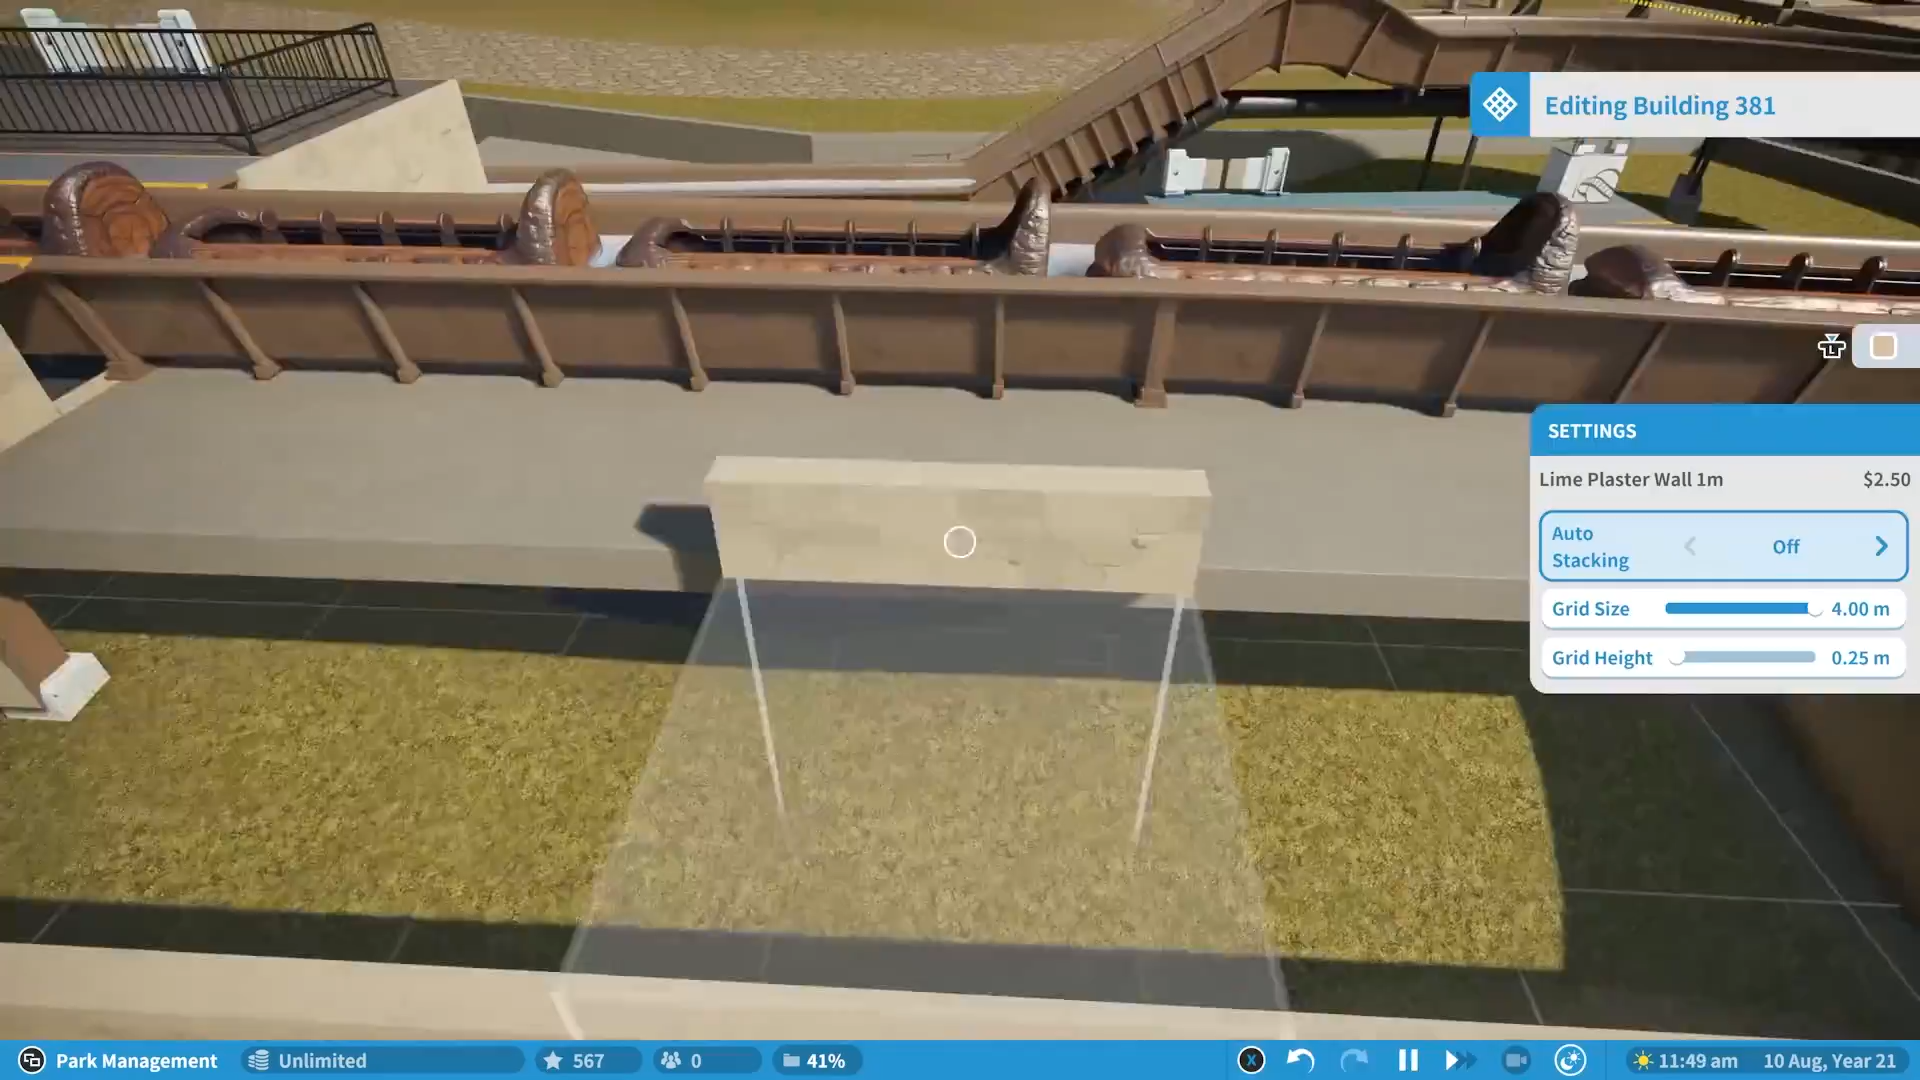 Editing Building 381
L
SETTINGS
Lime Plaster Wall 1m $2.50
Auto Stacking Off
Grid Size 4.00 m
Grid Height 0.25 m
Park Management Unlimited 567 0 41% X 11:49 am 10 Aug, Year 21